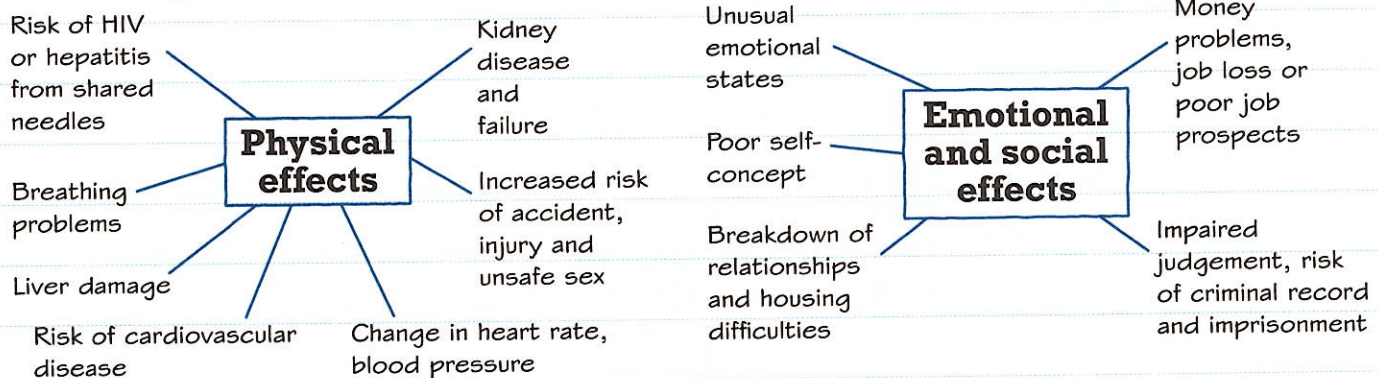 Risk of HIV
or hepatitis
from shared
needles
Kidney
disease
and
failure
Physical
effects
Breathing
problems
Increased risk
of accident,
injury and
unsafe sex
Liver damage
Risk of cardiovascular
disease
Change in heart rate,
blood pressure
Unusual
emotional
states
Money
problems,
job loss or
poor job
prospects
Emotional
and social
effects
Poor self-
concept
Breakdown of
relationships
and housing
difficulties
Impaired
judgement, risk
of criminal record
and imprisonment